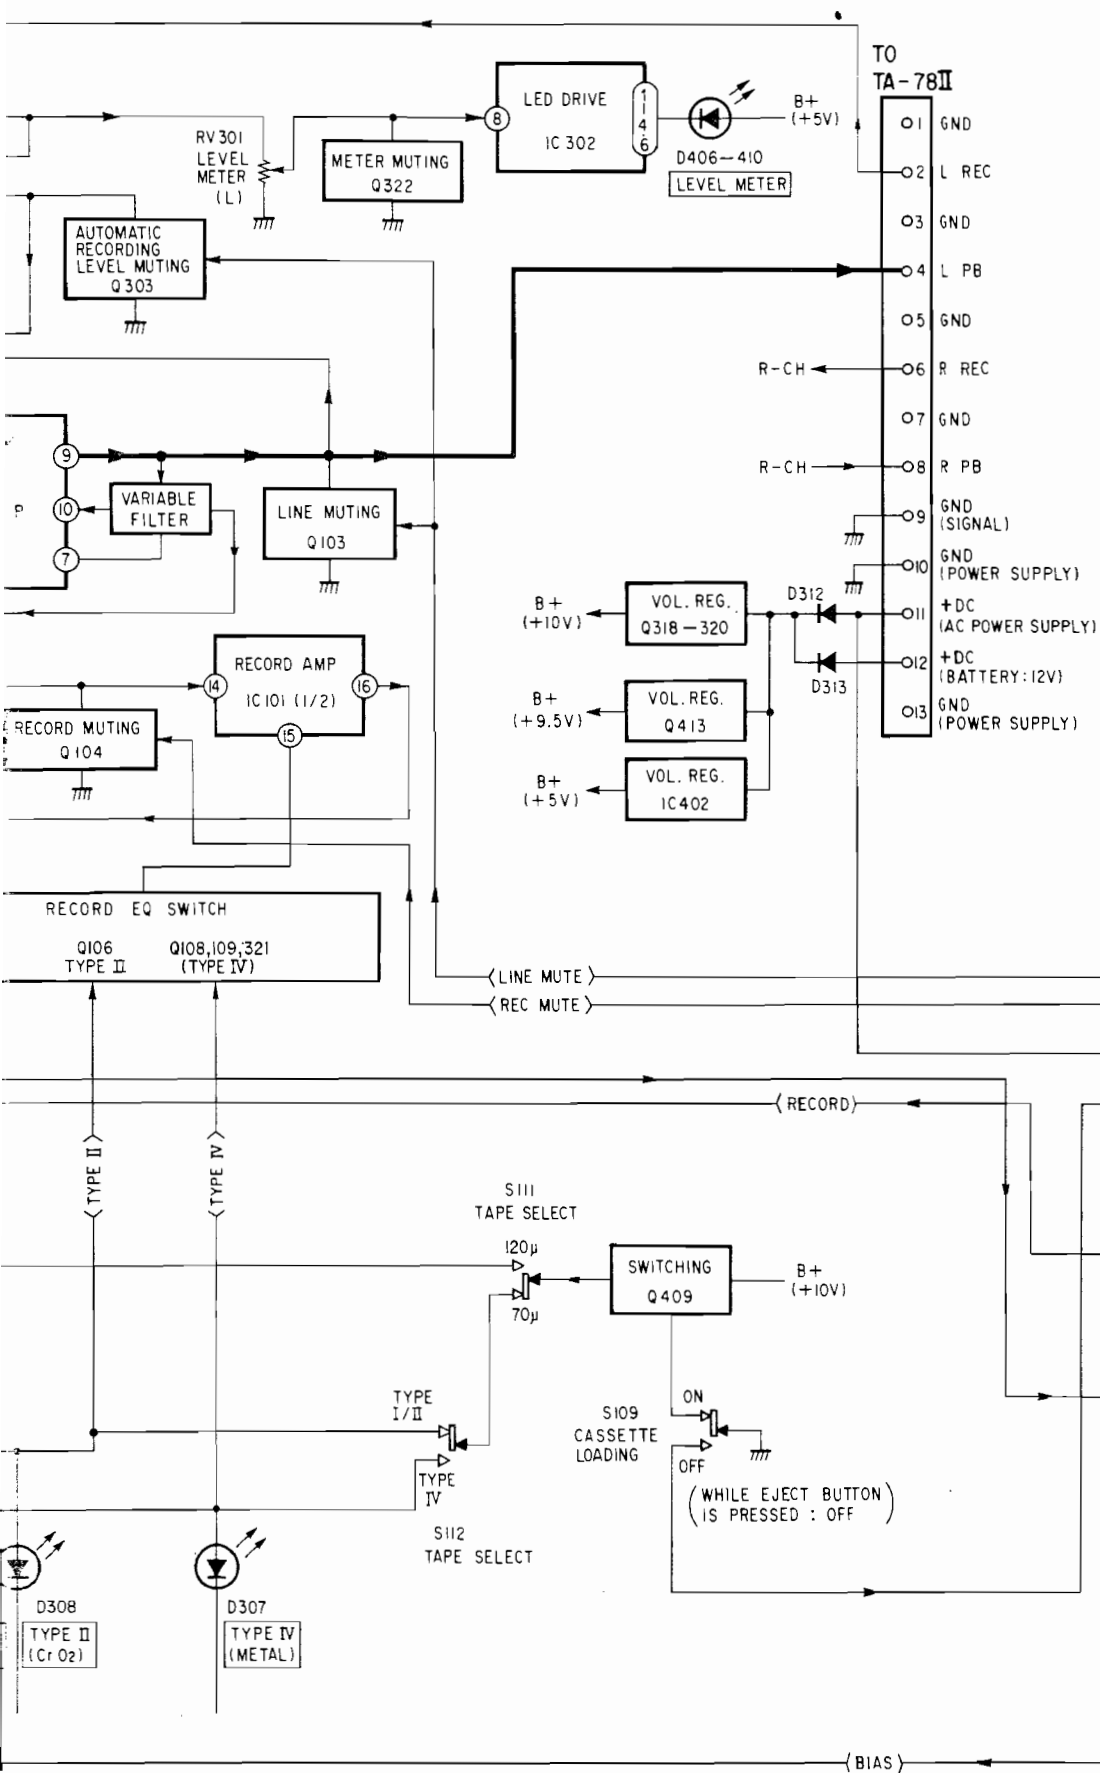 TO
TA-78II
LED DRIVE
IC 302
8
1
4
6
B+
(+5V)
D406-410
LEVEL METER
RV301
LEVEL
METER
(L)
METER MUTING
Q322
AUTOMATIC
RECORDING
LEVEL MUTING
Q303
1 GND
2 L REC
3 GND
4 L PB
5 GND
6 R REC
R-CH
7 GND
8 R PB
R-CH
9 GND
(SIGNAL)
10 GND
(POWER SUPPLY)
11 +DC
(AC POWER SUPPLY)
12 +DC
(BATTERY:12V)
13 GND
(POWER SUPPLY)
9
P
10
7
VARIABLE
FILTER
LINE MUTING
Q103
D312
D313
B+
(+10V)
VOL. REG.
Q318-320
B+
(+9.5V)
VOL. REG.
Q413
B+
(+5V)
VOL. REG.
IC402
RECORD AMP
IC101 (1/2)
14
16
15
RECORD MUTING
Q104
RECORD EQ SWITCH
Q106
TYPE II
Q108,109,321
(TYPE IV)
LINE MUTE
REC MUTE
RECORD
TYPE II
TYPE IV
S111
TAPE SELECT
120μ
70μ
SWITCHING
Q409
B+
(+10V)
TYPE
I/II
TYPE
IV
S112
TAPE SELECT
S109
CASSETTE
LOADING
ON
OFF
(WHILE EJECT BUTTON
IS PRESSED : OFF)
D308
TYPE II
(CrO2)
D307
TYPE IV
(METAL)
BIAS